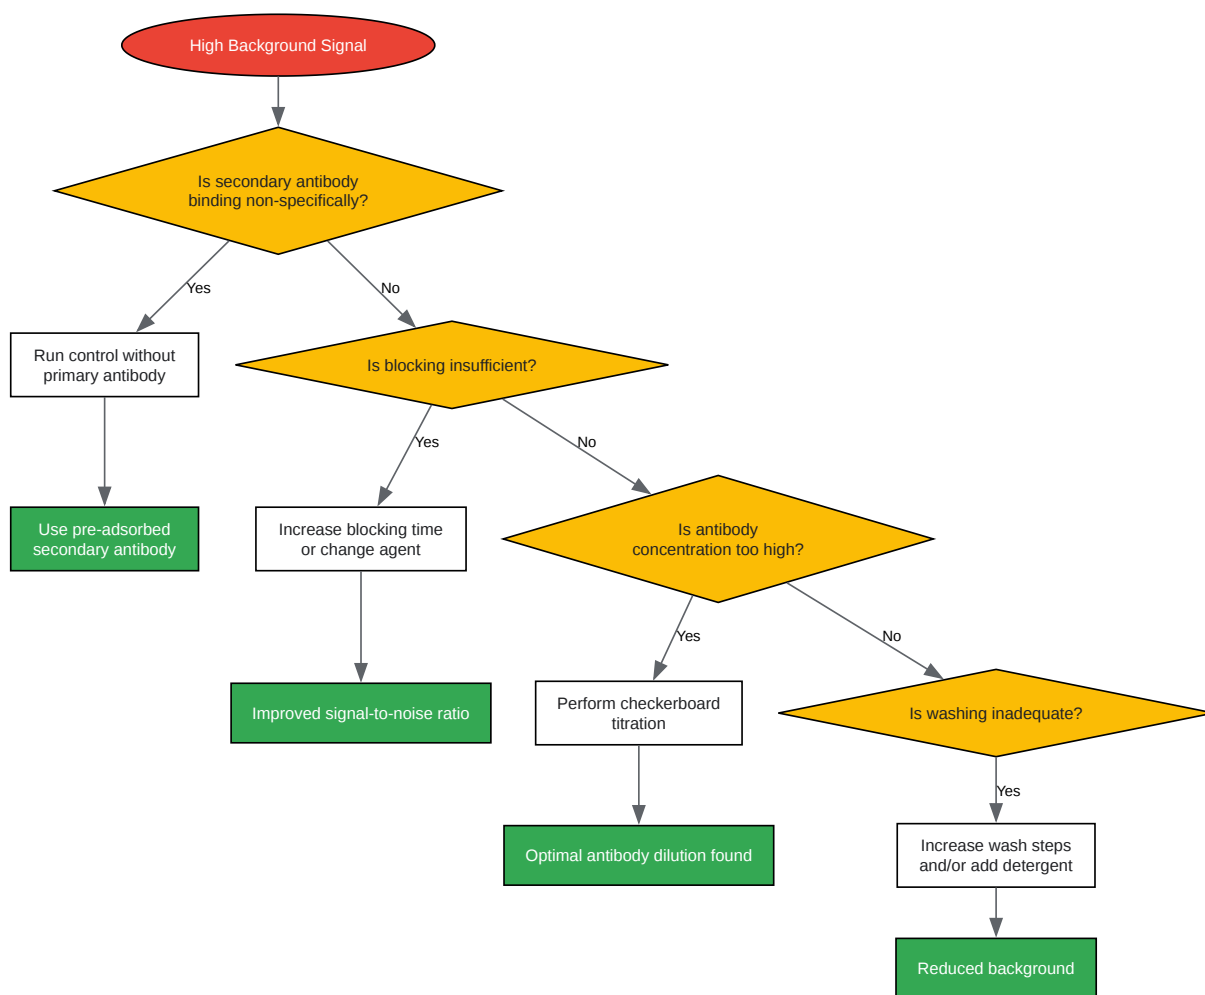 High Background Signal
Is secondary antibody
binding non-specifically?
Yes
No
Run control without
primary antibody
Is blocking insufficient?
Yes
No
Use pre-adsorbed
secondary antibody
Increase blocking time
or change agent
Is antibody
concentration too high?
Yes
No
Improved signal-to-noise ratio
Perform checkerboard
titration
Is washing inadequate?
Yes
Optimal antibody dilution found
Increase wash steps
and/or add detergent
Reduced background